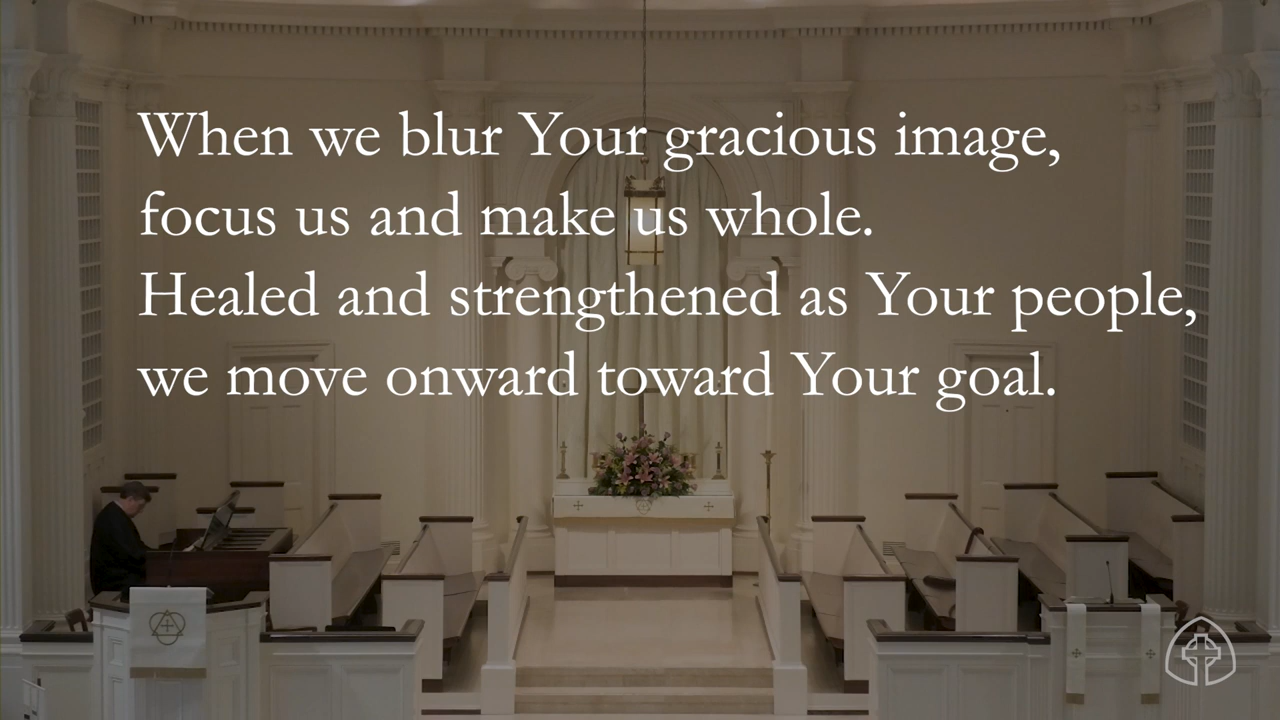 When we blur Your gracious image,
focus us and make us whole.
Healed and strengthened as Your people,
we move onward toward Your goal.